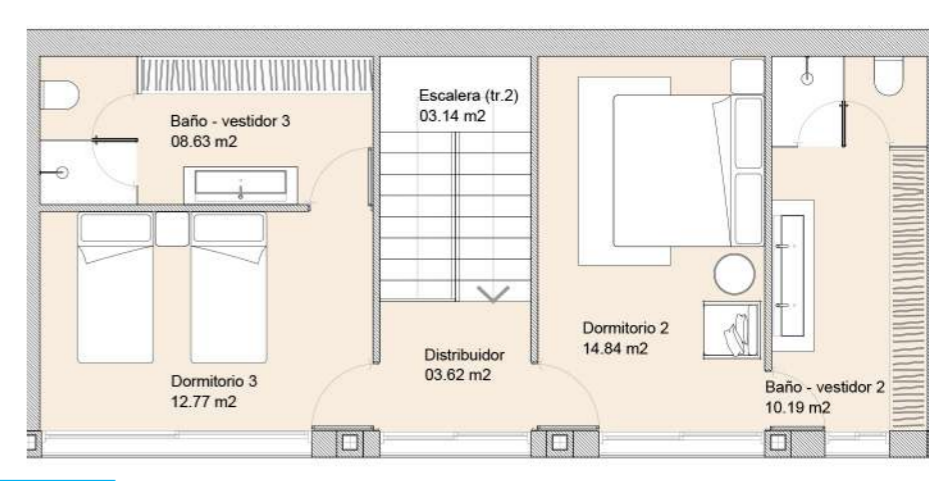 Baño - vestidor 3
08.63 m2
Escalera (tr.2)
03.14 m2
Dormitorio 2
14.84 m2
Distribuidor
03.62 m2
Dormitorio 3
12.77 m2
Baño - vestidor 2
10.19 m2